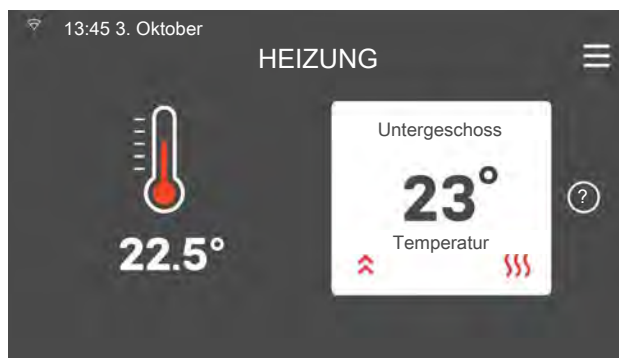 13:45 3. Oktober
HEIZUNG
Untergeschoss
23°
Temperatur
22.5°
?